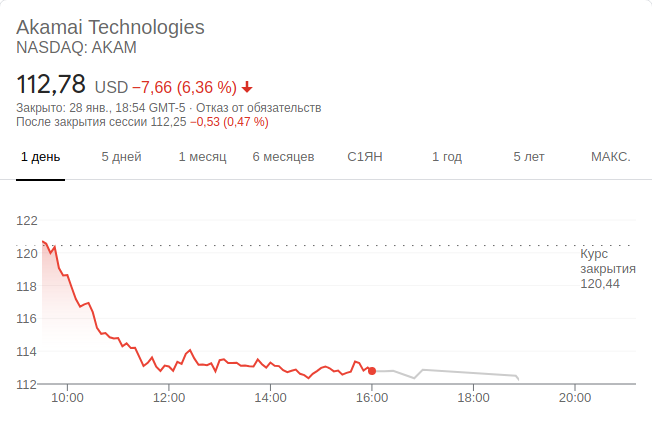 Akamai Technologies
NASDAQ: AKAM
112,78 USD −7,66 (6,36 %)
Закрыто: 28 янв., 18:54 GMT-5 · Отказ от обязательств
После закрытия сессии 112,25 −0,53 (0,47 %)
1 день 5 дней 1 месяц 6 месяцев С1ЯН 1 год 5 лет МАКС.
122
120
118
116
114
112
Курс
закрытия
120,44
10:00 12:00 14:00 16:00 18:00 20:00